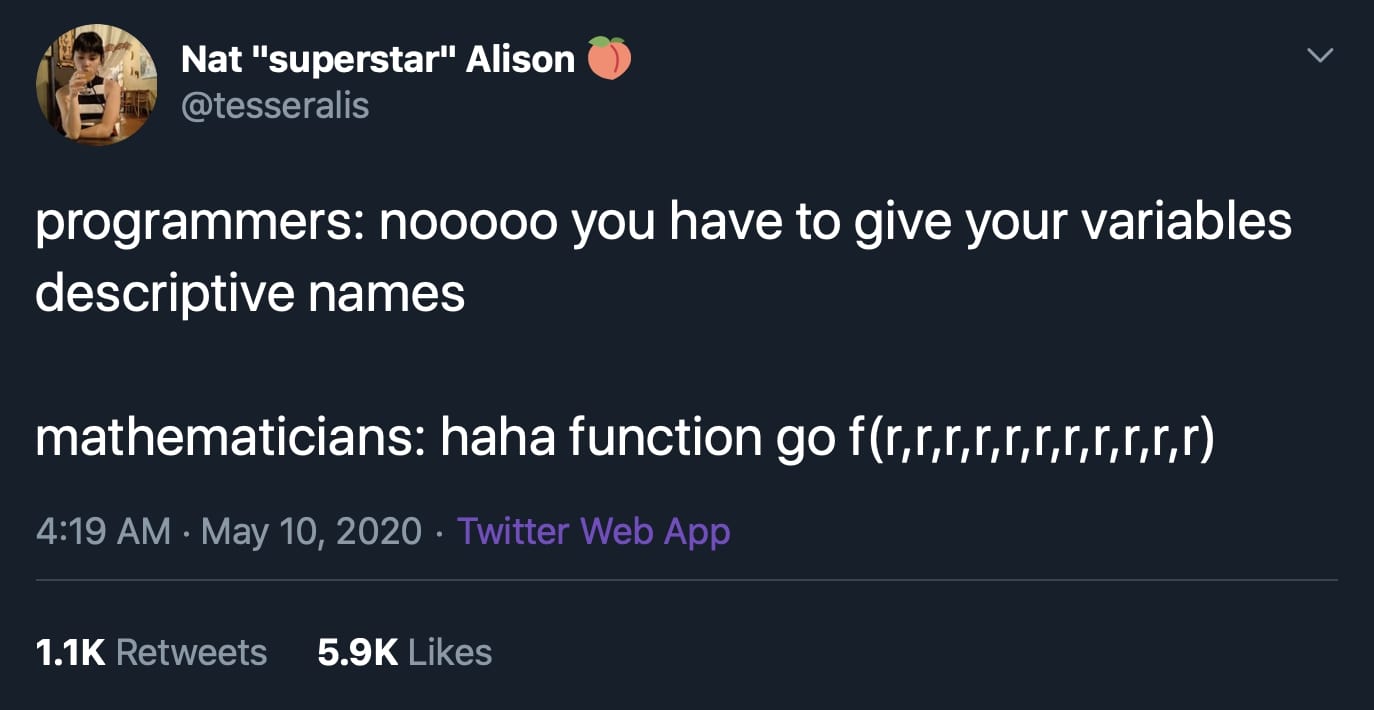 Nat "superstar" Alison 🍑
@tesseralis
programmers: nooooo you have to give your variables
descriptive names
mathematicians: haha function go f(r,r,r,r,r,r,r,r,r,r,r)
4:19 AM · May 10, 2020 · Twitter Web App
1.1K Retweets 5.9K Likes